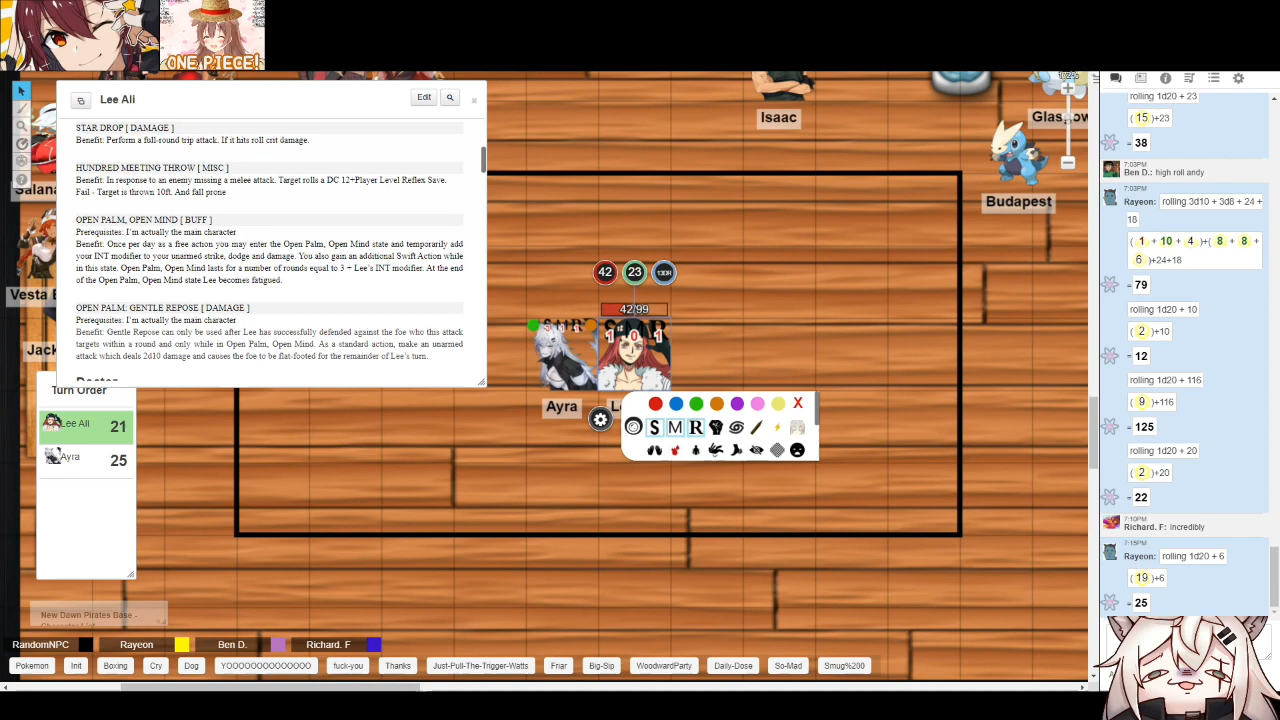 ONE PIECE!
Lee Ali
Edit
STAR DROP [ DAMAGE ]
Benefit: Perform a full-round trip attack. If it hits roll crit damage.
HUNDRED MEETING THROW [ MISC ]
Benefit: In response to an enemy missing a melee attack. Target rolls a DC 12+Player Level Reflex Save.
Fail - Target is thrown 10ft. And fall prone
OPEN PALM, OPEN MIND [ BUFF ]
Prerequisites: I'm actually the main character
Benefit: Once per day as a free action you may enter the Open Palm, Open Mind state and temporarily add
your INT modifier to your unarmed strike, dodge and damage. You also gain an additional Swift Action while
in this state. Open Palm, Open Mind lasts for a number of rounds equal to 3 + Lee's INT modifier. At the end
of the Open Palm, Open Mind state Lee becomes fatigued.
OPEN PALM: GENTLE REPOSE [ DAMAGE ]
Prerequisites: I'm actually the main character
Benefit: Gentle Repose can only be used after Lee has successfully defended against the foe who this attack
targets within a round and only while in Open Palm, Open Mind. As a standard action, make an unarmed
attack which deals 2d10 damage and causes the foe to be flat-footed for the remainder of Lee's turn.
Turn Order
Lee Ali 21
Ayra 25
New Dawn Pirates Base -
Isaac
Budapest
42
23
13DR
42/99
1 0 1
Ayra
X
S M R
RandomNPC
Rayeon
Ben D.
Richard. F
Pokemon
Init
Boxing
Cry
Dog
YOOOOOOOOOOOOOO
fuck-you
Thanks
Just-Pull-The-Trigger-Watts
Friar
Big-Sip
WoodwardParty
Daily-Dose
So-Mad
Smug%200
rolling 1d20 + 23
(15)+23
= 38
7:03PM
Ben D.: high roll andy
7:03PM
Rayeon: rolling 3d10 + 3d8 + 24 +
18
(1 + 10 + 4)+(8 + 8 +
6)+24+18
= 79
rolling 1d20 + 10
(2)+10
= 12
rolling 1d20 + 116
(9)+116
= 125
rolling 1d20 + 20
(2)+20
= 22
7:10PM
Richard. F: Incredibly
7:15PM
Rayeon: rolling 1d20 + 6
(19)+6
= 25